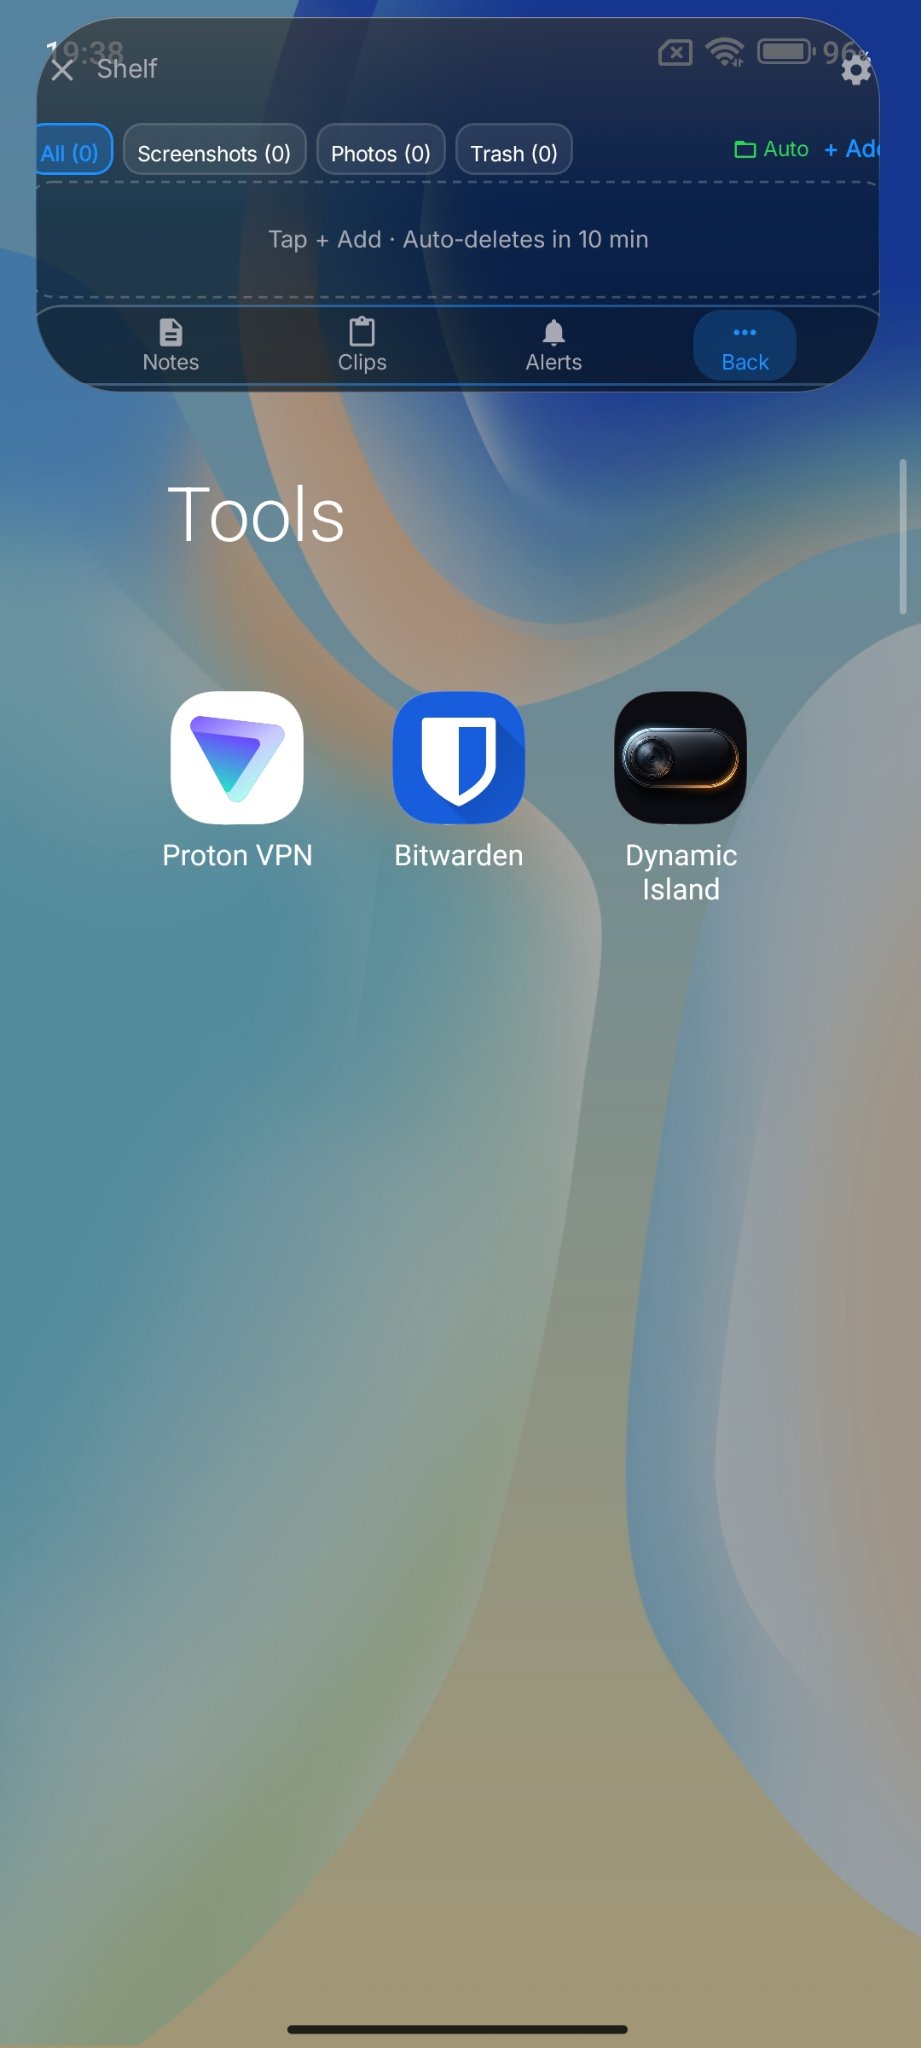 19:38
96%
Shelf
All (0)
Screenshots (0)
Photos (0)
Trash (0)
Auto
+ Add
Tap + Add · Auto-deletes in 10 min
Notes
Clips
Alerts
Back
Tools
Proton VPN
Bitwarden
Dynamic
Island